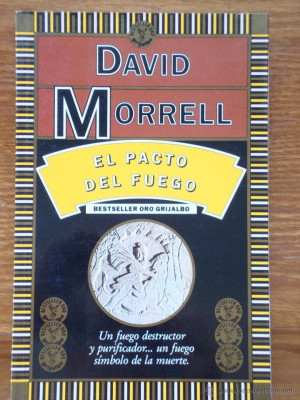 DAVID
MORRELL
EL PACTO
DEL FUEGO
BESTSELLER ORO GRIJALBO
Un fuego destructor
y purificador... un fuego
símbolo de la muerte.